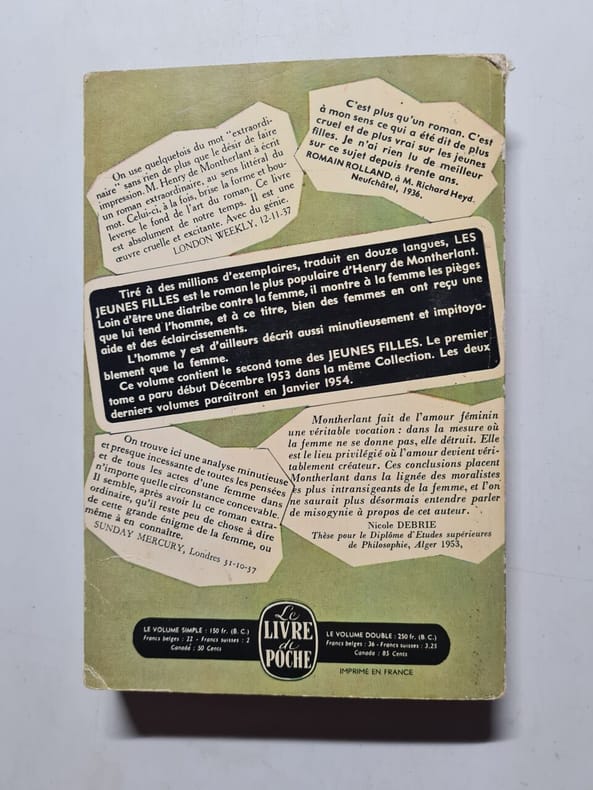 On use quelquefois du mot "extraordi-
naire" sans rien de plus que le désir de faire
impression. M. Henry de Montherlant a écrit
un roman extraordinaire, au sens littéral du
mot. Celui-ci, à la fois, brise la forme et bou-
leverse le fond de l'art du roman. Ce livre
est absolument de notre temps. Il est une
œuvre cruelle et excitante. Avec du génie.
LONDON WEEKLY, 12-11-37
C'est plus qu'un roman. C'est
à mon sens ce qui a été dit de plus
cruel et de plus vrai sur les jeunes
filles. Je n'ai rien lu de meilleur
sur ce sujet depuis trente ans.
ROMAIN ROLLAND, à M. Richard Heyd.
Neufchâtel, 1936.
Tiré à des millions d'exemplaires, traduit en douze langues, LES
JEUNES FILLES est le roman le plus populaire d'Henry de Montherlant.
Loin d'être une diatribe contre la femme, il montre à la femme les pièges
que lui tend l'homme, et à ce titre, bien des femmes en ont reçu une
aide et des éclaircissements.
L'homme y est d'ailleurs décrit aussi minutieusement et impitoya-
blement que la femme.
Ce volume contient le second tome des JEUNES FILLES. Le premier
tome a paru début Décembre 1953 dans la même Collection. Les deux
derniers volumes paraîtront en Janvier 1954.
On trouve ici une analyse minutieuse
et presque incessante de toutes les pensées
et de tous les actes d'une femme dans
n'importe quelle circonstance concevable.
Il semble, après avoir lu ce roman extra-
ordinaire, qu'il reste peu de chose à dire
de cette grande énigme de la femme, ou
même à en connaître.
SUNDAY MERCURY, Londres 31-10-37
Montherlant fait de l'amour féminin
une véritable vocation : dans la mesure où
la femme ne se donne pas, elle détruit. Elle
est le lieu privilégié où l'amour devient véri-
tablement créateur. Ces conclusions placent
Montherlant dans la lignée des moralistes
les plus intransigeants de la femme, et l'on
ne saurait plus désormais entendre parler
de misogynie à propos de cet auteur.
Nicole DEBRIE
Thèse pour le Diplôme d'Etudes supérieures
de Philosophie, Alger 1953,
LE VOLUME SIMPLE : 150 fr. (B. C.)
Francs belges : 22 - Francs suisses : 2
Canada : 50 Cents
Le
LIVRE
de
POCHE
LE VOLUME DOUBLE : 250 fr. (B. C.)
Francs belges : 36 - Francs suisses : 3,25
Canada : 85 Cents
IMPRIMÉ EN FRANCE